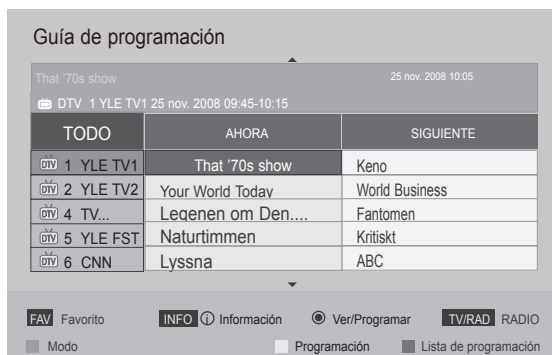 Guía de programación
That '70s show 25 nov. 2008 10:05
DTV 1 YLE TV1 25 nov. 2008 09:45-10:15
TODO AHORA SIGUIENTE
DTV 1 YLE TV1 That '70s show Keno
DTV 2 YLE TV2 Your World Today World Business
DTV 4 TV... Legenen om Den.... Fantomen
DTV 5 YLE FST Naturtimmen Kritiskt
DTV 6 CNN Lyssna ABC
FAV Favorito INFO i Información Ver/Programar TV/RAD RADIO
Modo Programación Lista de programación